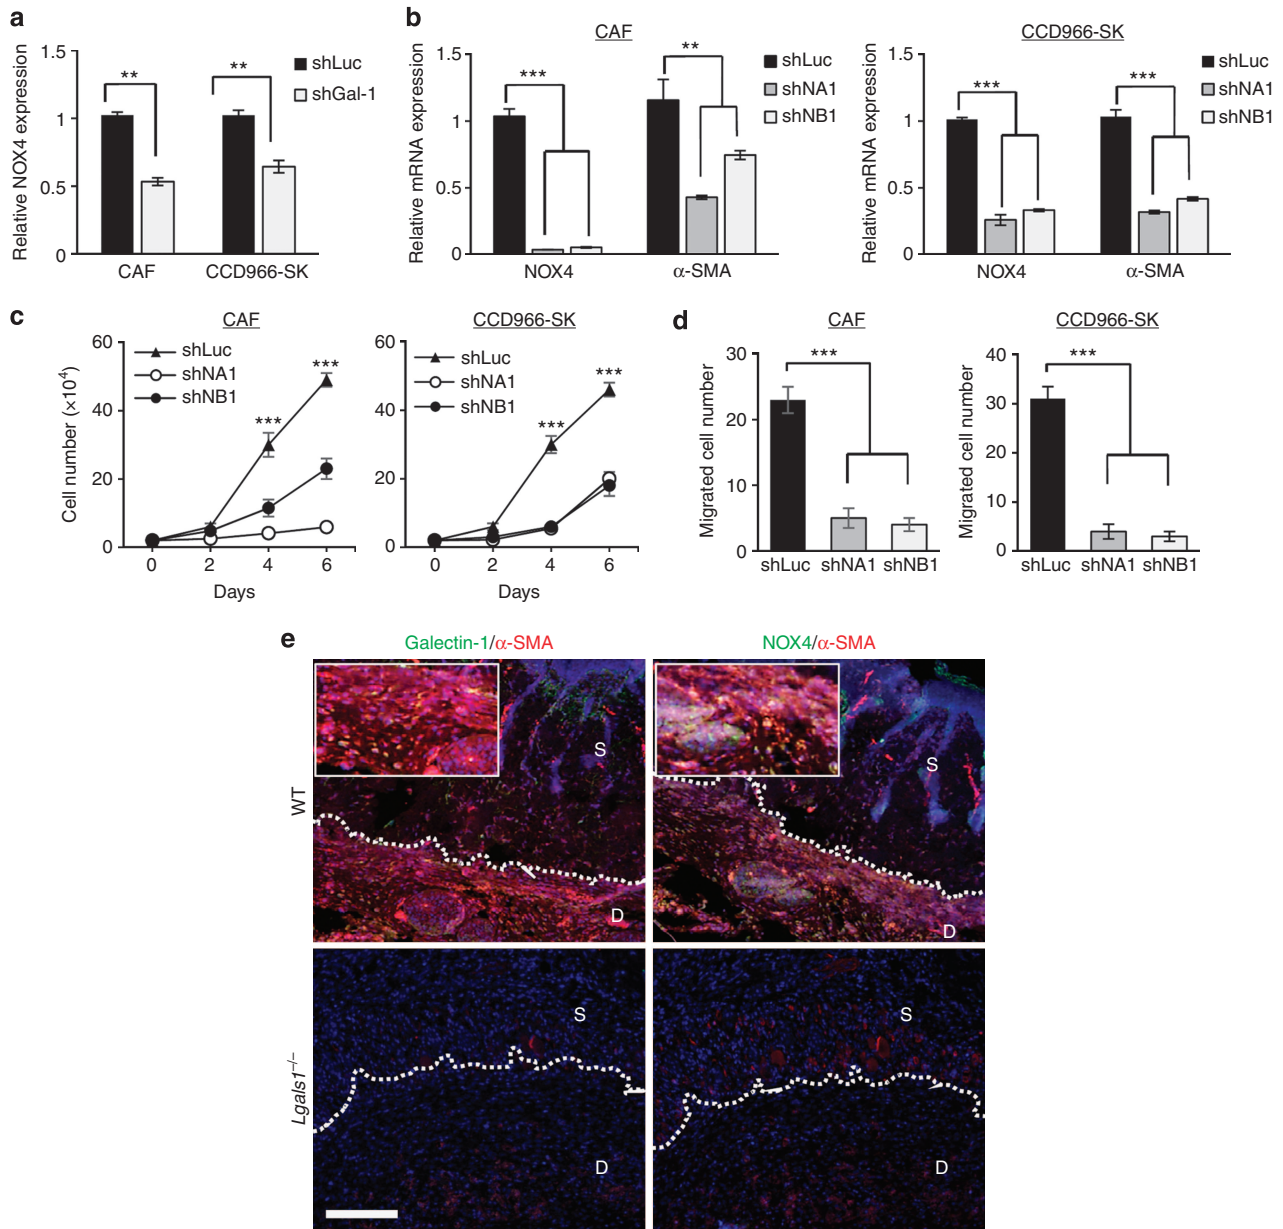 a
Relative NOX4 expression
1.5
1
0.5
0
**
**
shLuc
shGal-1
CAF
CCD966-SK
b
CAF
Relative mRNA expression
1.5
1
0.5
0
***
**
shLuc
shNA1
shNB1
NOX4
α-SMA
CCD966-SK
Relative mRNA expression
1.5
1
0.5
0
***
***
shLuc
shNA1
shNB1
NOX4
α-SMA
c
CAF
Cell number (×10⁴)
60
40
20
0
shLuc
shNA1
shNB1
***
***
0 2 4 6
Days
CCD966-SK
60
40
20
0
shLuc
shNA1
shNB1
***
***
0 2 4 6
Days
d
CAF
Migrated cell number
30
20
10
0
***
shLuc shNA1 shNB1
CCD966-SK
Migrated cell number
40
30
20
10
0
***
shLuc shNA1 shNB1
e
Galectin-1/α-SMA
NOX4/α-SMA
WT
S
D
S
D
Lgals1⁻/⁻
S
D
S
D